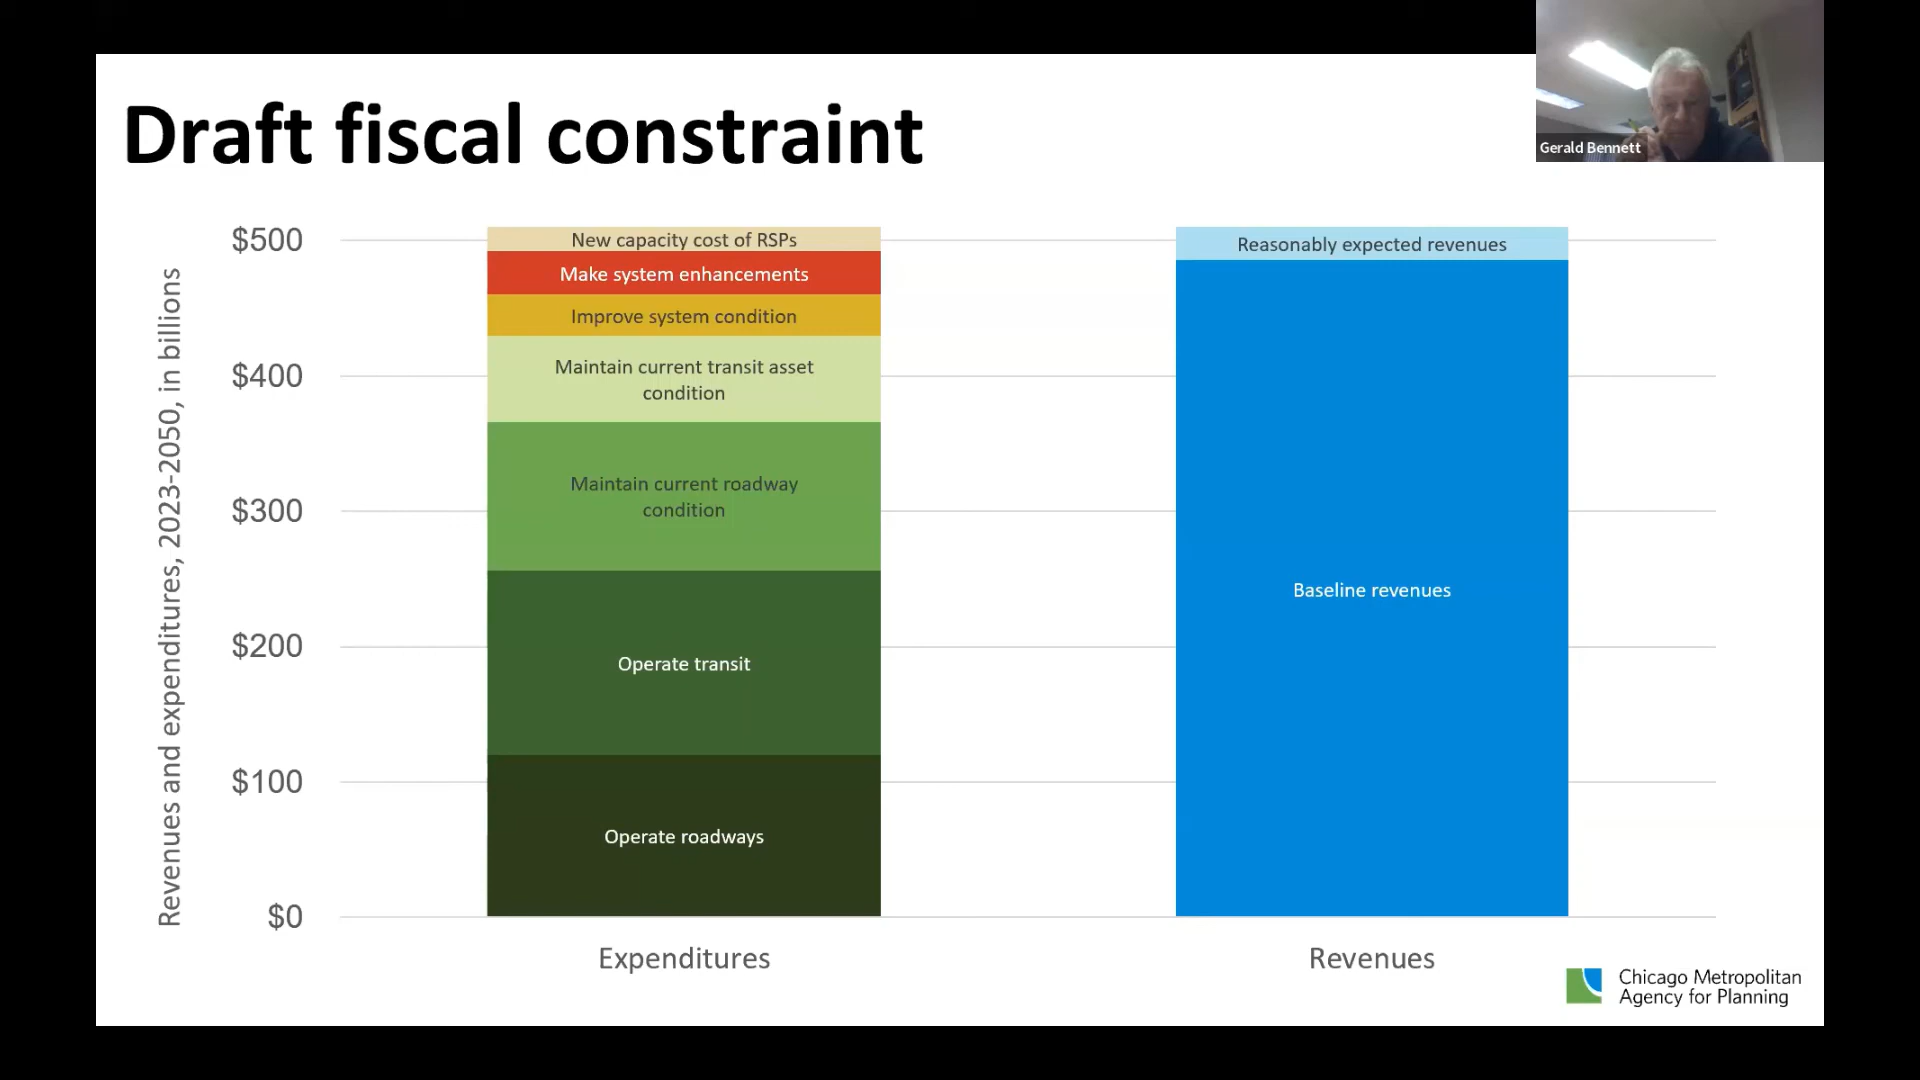 Draft fiscal constraint
Gerald Bennett
Revenues and expenditures, 2023-2050, in billions
$500
$400
$300
$200
$100
$0
New capacity cost of RSPs
Make system enhancements
Improve system condition
Maintain current transit asset
condition
Maintain current roadway
condition
Operate transit
Operate roadways
Reasonably expected revenues
Baseline revenues
Expenditures
Revenues
Chicago Metropolitan
Agency for Planning